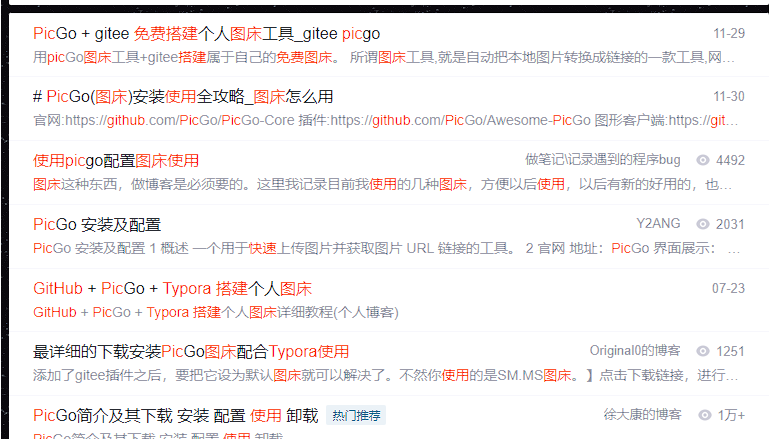 PicGo + gitee 免费搭建个人图床工具_gitee picgo 11-29
用picGo图床工具+gitee搭建属于自己的免费图床。 所谓图床工具,就是自动把本地图片转换成链接的一款工具,网…
# PicGo(图床)安装使用全攻略_图床怎么用 11-30
官网:https://github.com/PicGo/PicGo-Core 插件:https://github.com/PicGo/Awesome-PicGo 图形客户端:https://git…
使用picgo配置图床使用 做笔记\记录遇到的程序bug 4492
图床这种东西，做博客是必须要的。这里我记录目前我使用的几种图床，方便以后使用，以后有新的好用的，也…
PicGo 安装及配置 Y2ANG 2031
PicGo 安装及配置 1 概述 一个用于快速上传图片并获取图片 URL 链接的工具。 2 官网 地址：PicGo 界面展示： …
GitHub + PicGo + Typora 搭建个人图床 07-23
GitHub + PicGo + Typora 搭建个人图床详细教程(个人博客)
最详细的下载安装PicGo图床配合Typora使用 Original0的博客 1251
添加了gitee插件之后，要把它设为默认图床就可以解决了。不然你使用的是SM.MS图床。】点击下载链接，进行…
PicGo简介及其下载 安装 配置 使用 卸载 热门推荐 徐大康的博客 1万+
PicGo简介及其下载 安装 配置 使用 卸载